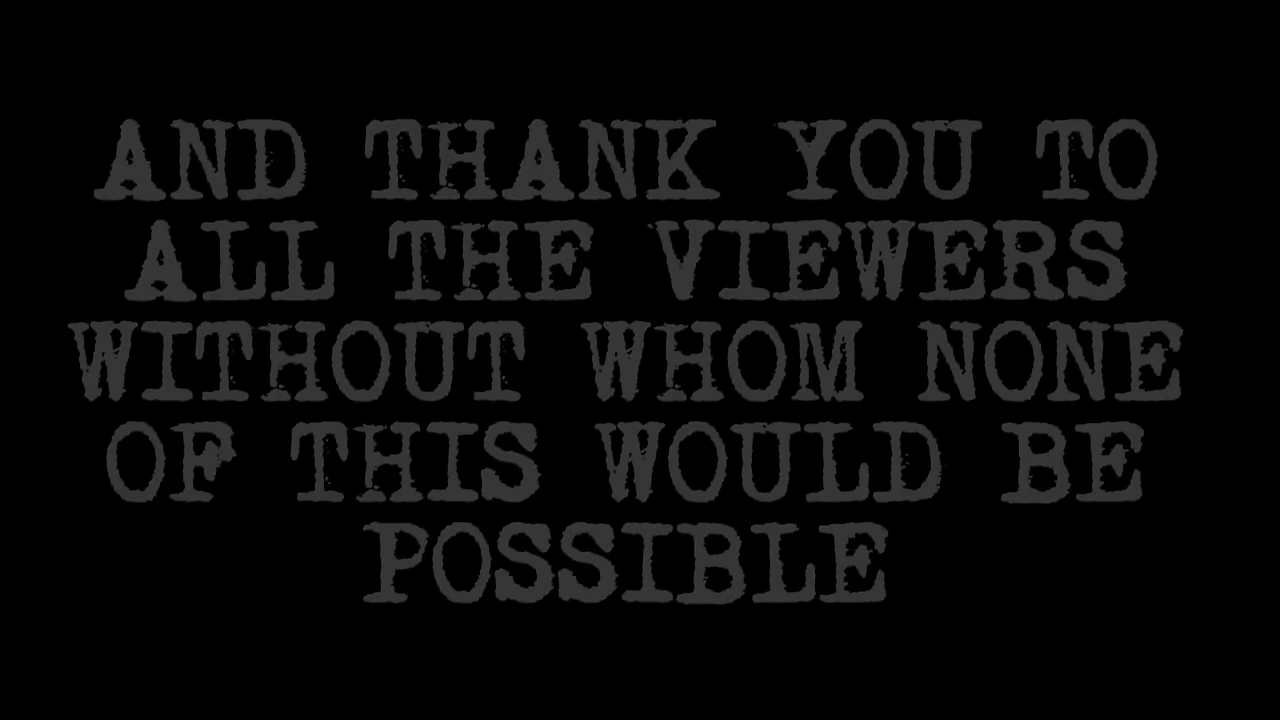 AND THANK YOU TO
ALL THE VIEWERS
WITHOUT WHOM NONE
OF THIS WOULD BE
POSSIBLE